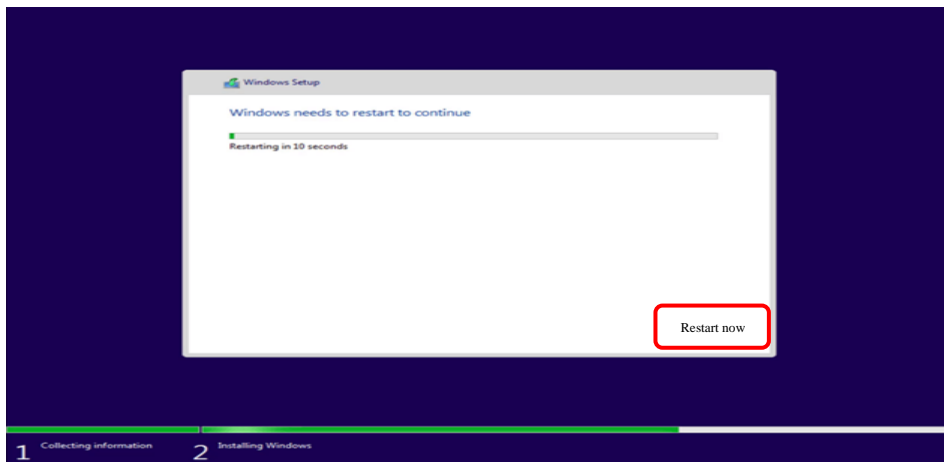 Windows Setup
Windows needs to restart to continue
Restarting in 10 seconds
Restart now
1 Collecting information
2 Installing Windows